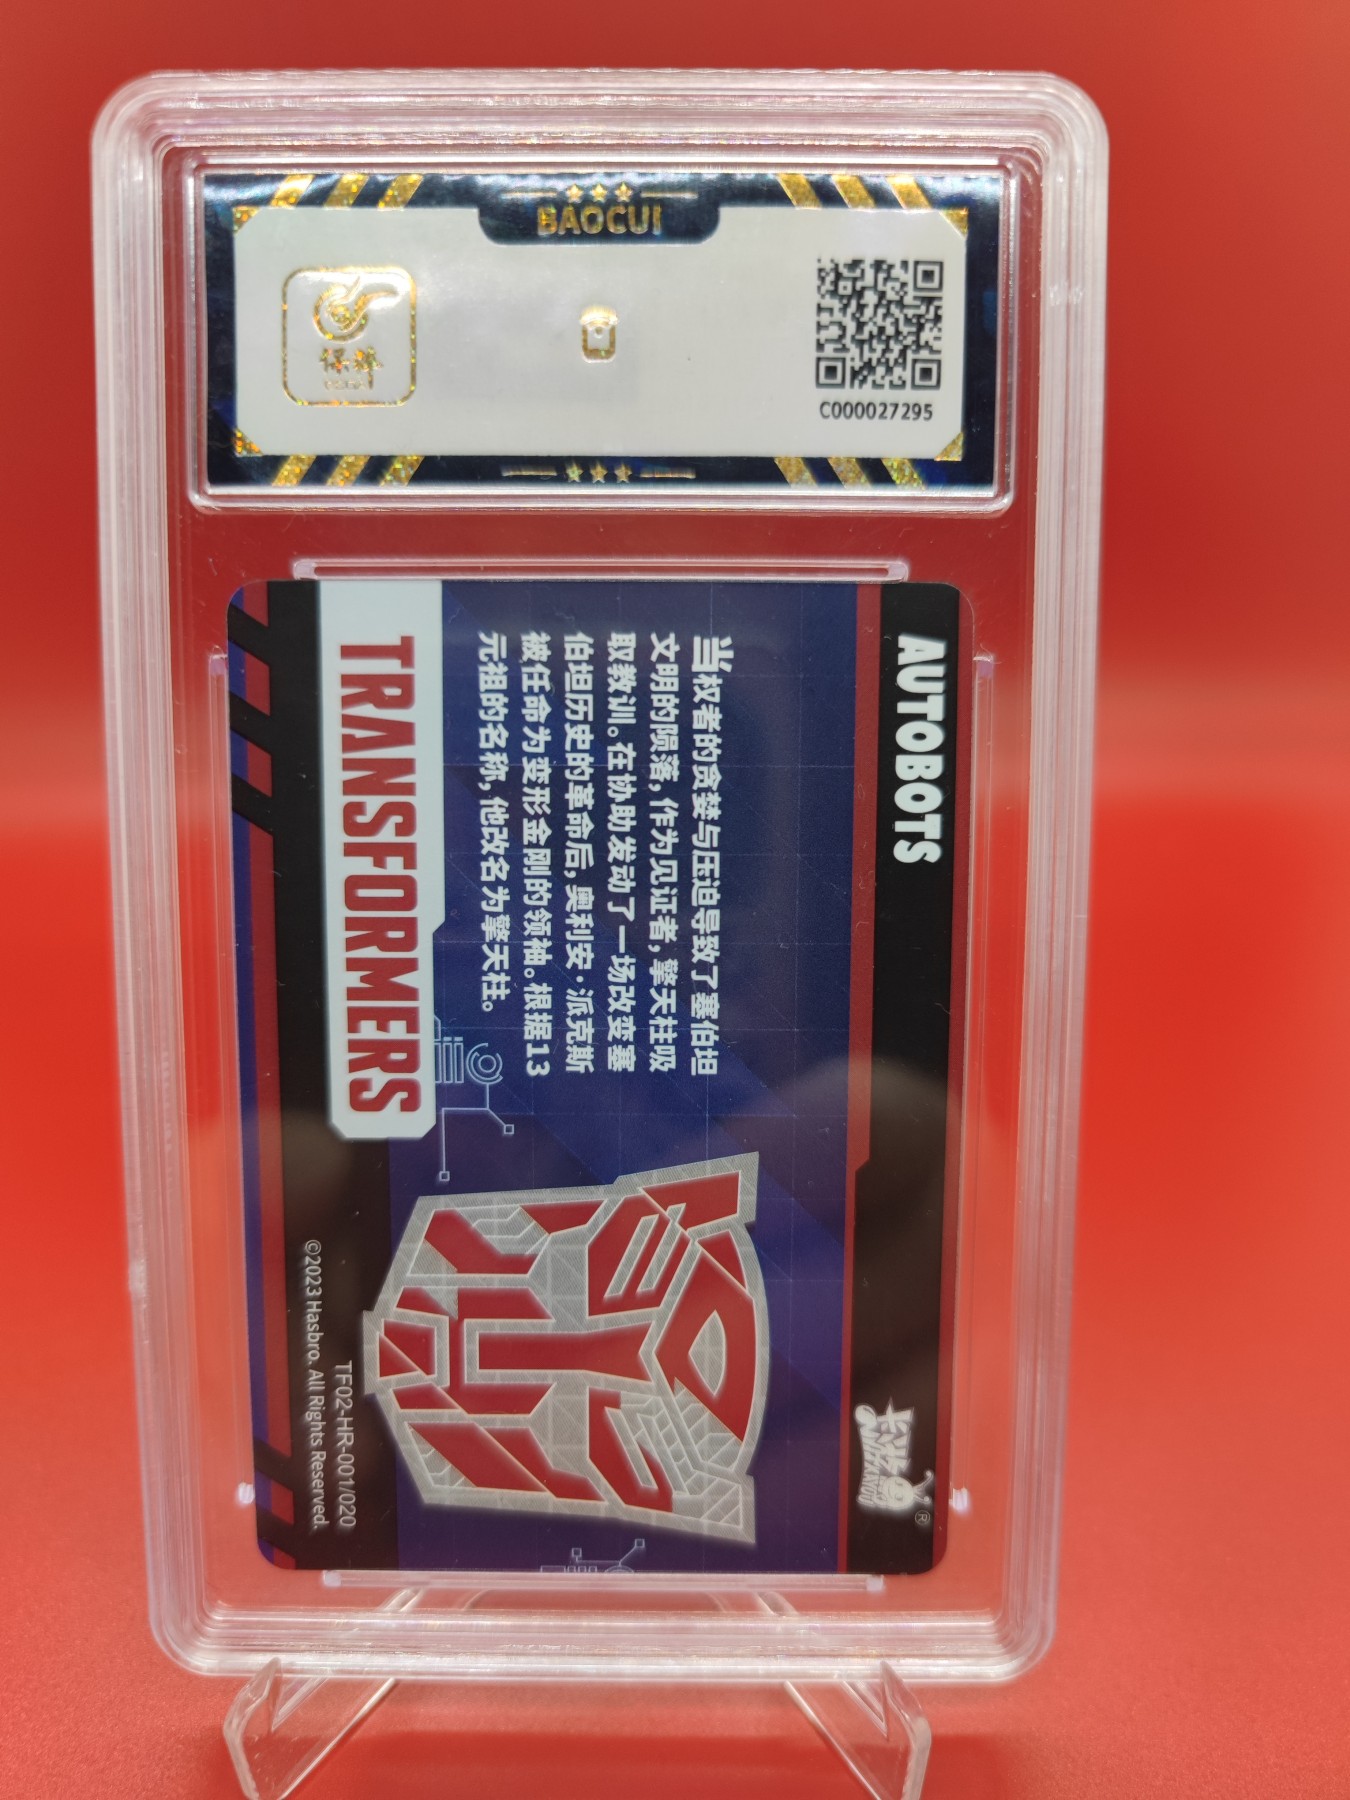 BAOCUI
保粹
C000027295
AUTOBOTS
当权者的贪婪与压迫导致了塞伯坦
文明的陨落,作为见证者,擎天柱吸
取教训。在协助发动了一场改变塞
伯坦历史的革命后,奥利安·派克斯
被任命为变形金刚的领袖。根据13
元祖的名称,他改名为擎天柱。
TRANSFORMERS
卡游
®
TF02-HR-001/020
©2023 Hasbro. All Rights Reserved.